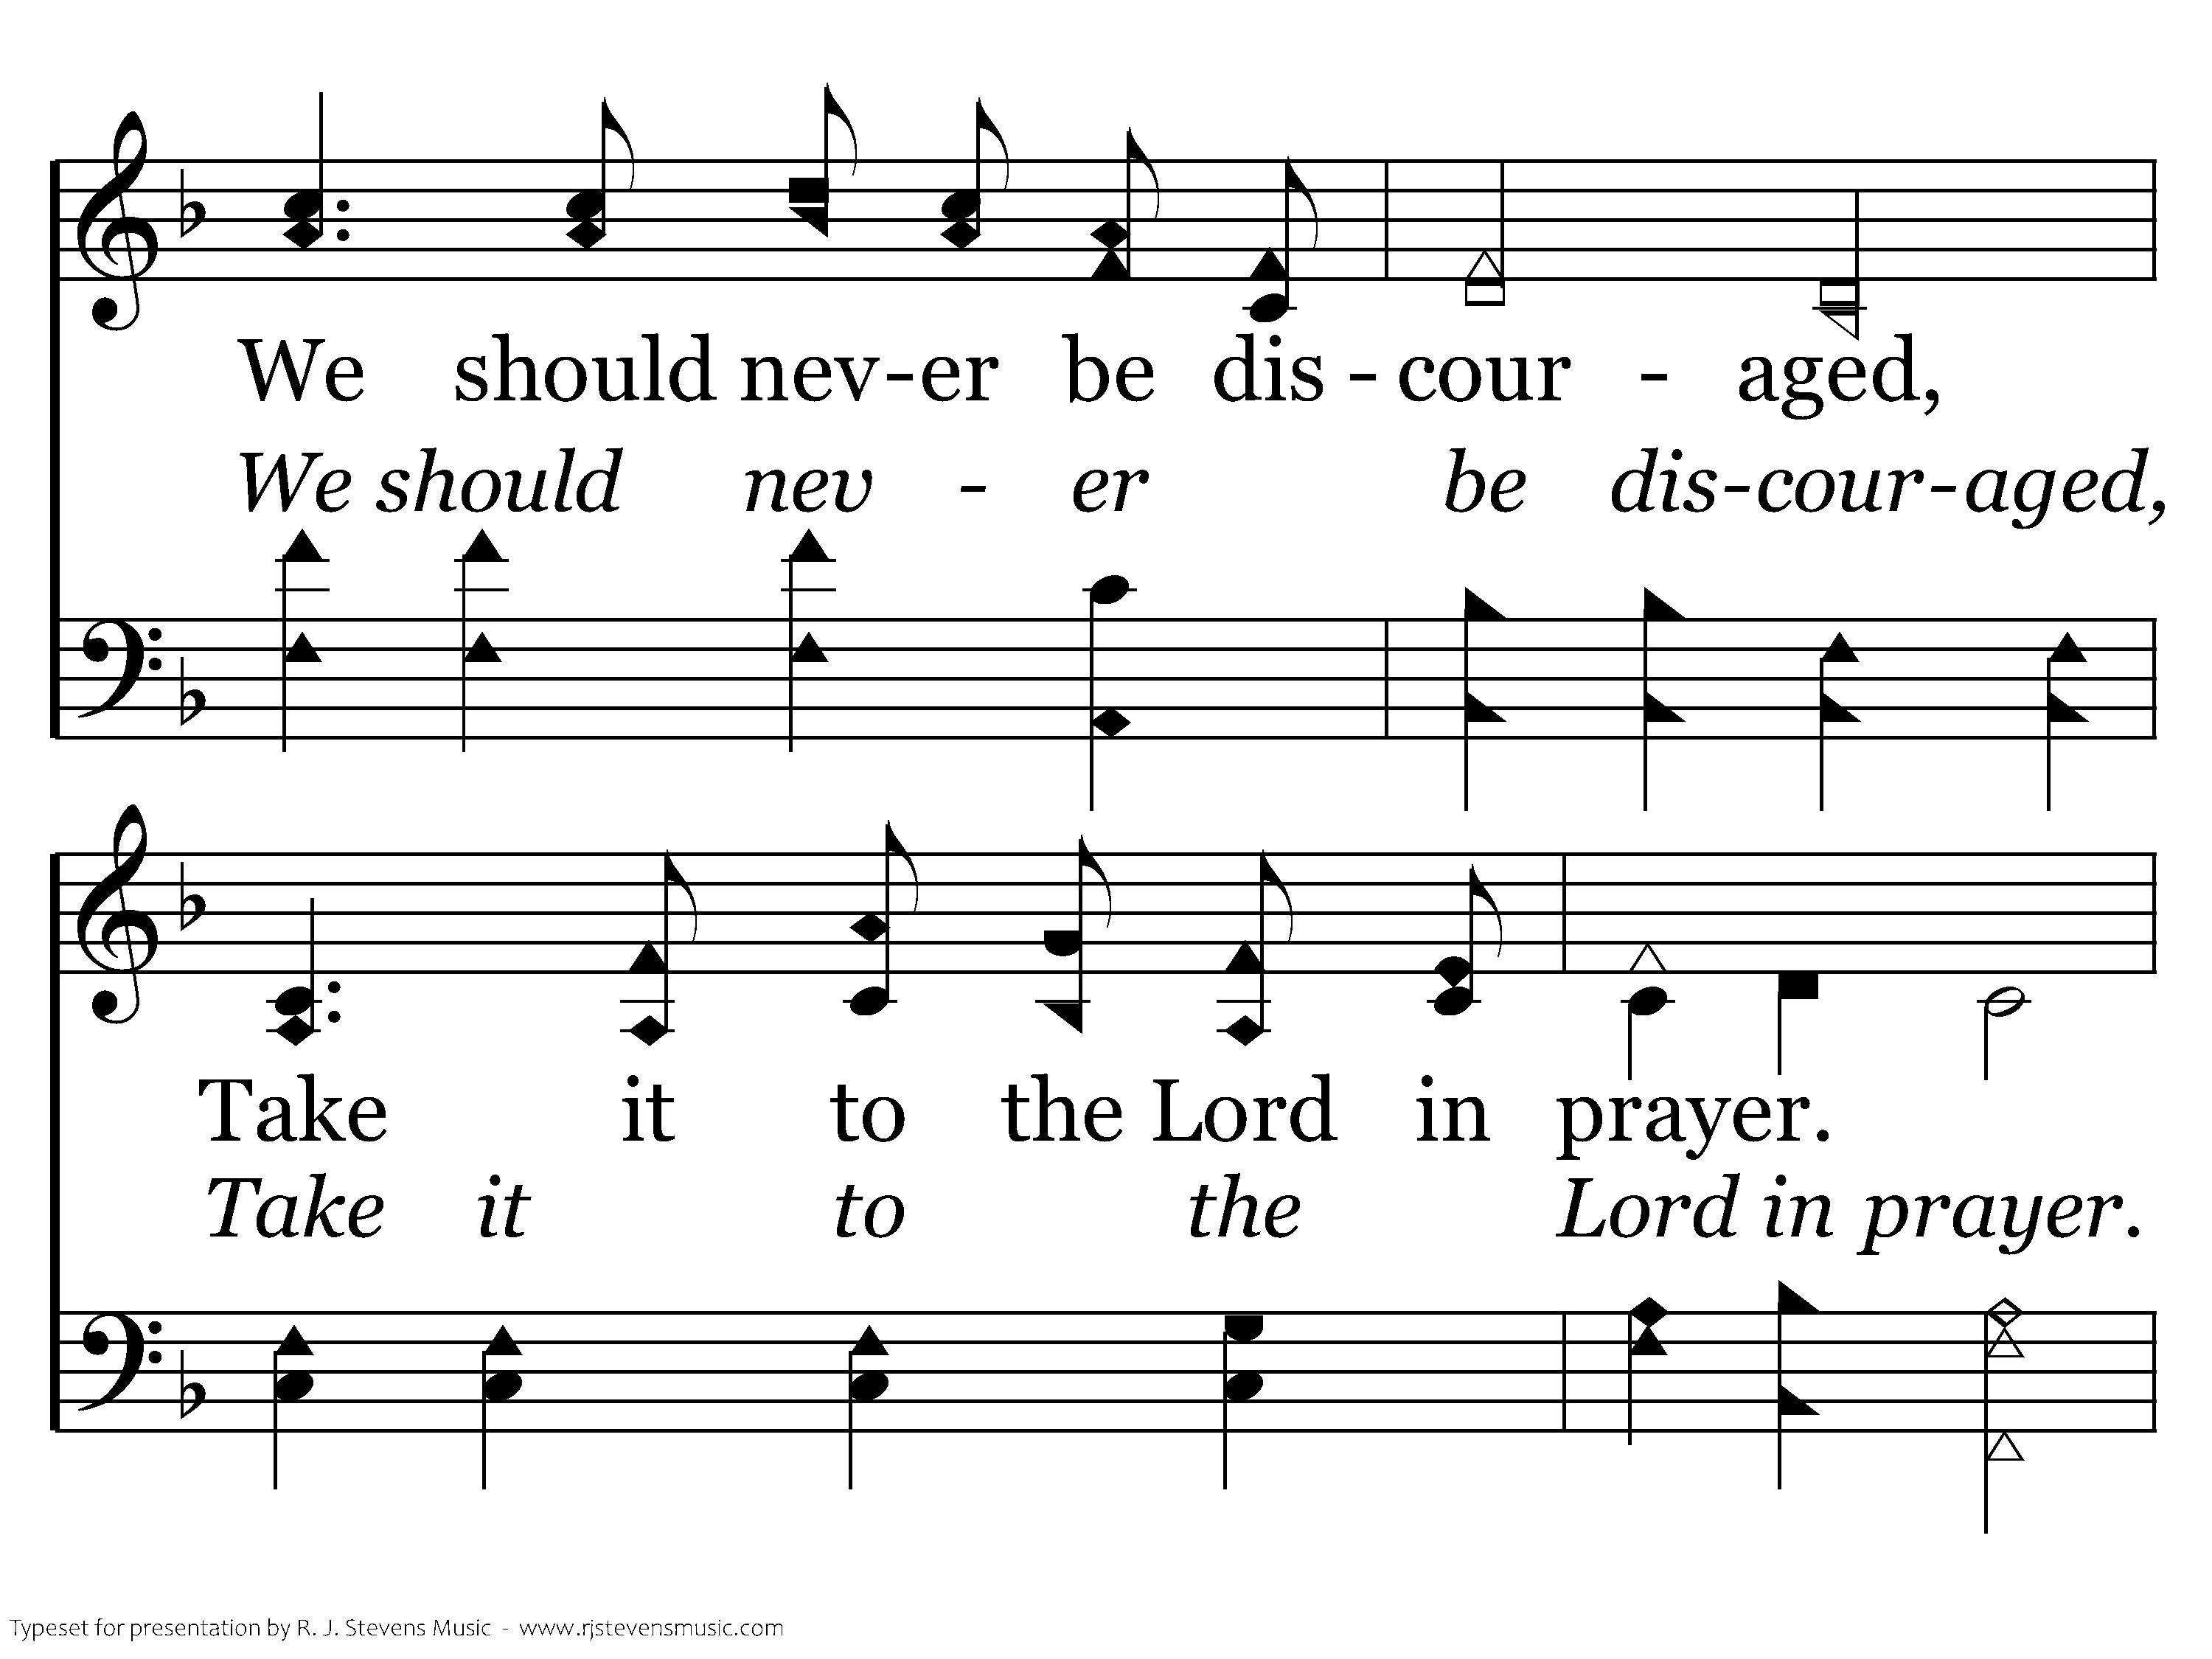 We should nev-er be dis - cour - aged,
We should nev - er be dis-cour-aged,
Take it to the Lord in prayer.
Take it to the Lord in prayer.
Typeset for presentation by R. J. Stevens Music - www.rjstevensmusic.com